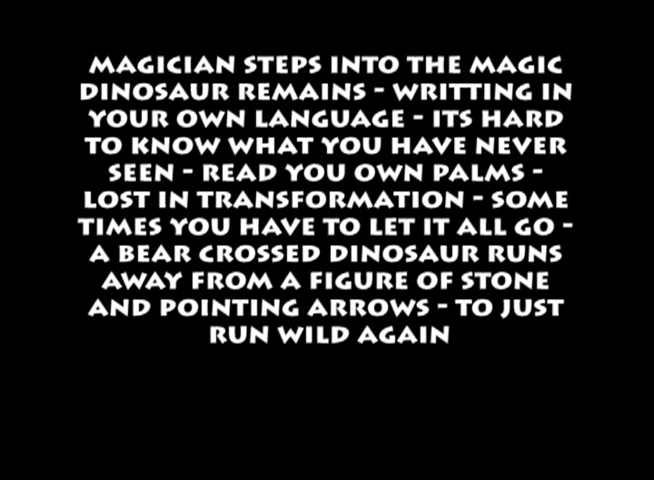 MAGICIAN STEPS INTO THE MAGIC
DINOSAUR REMAINS - WRITTING IN
YOUR OWN LANGUAGE - ITS HARD
TO KNOW WHAT YOU HAVE NEVER
SEEN - READ YOU OWN PALMS -
LOST IN TRANSFORMATION - SOME
TIMES YOU HAVE TO LET IT ALL GO -
A BEAR CROSSED DINOSAUR RUNS
AWAY FROM A FIGURE OF STONE
AND POINTING ARROWS - TO JUST
RUN WILD AGAIN